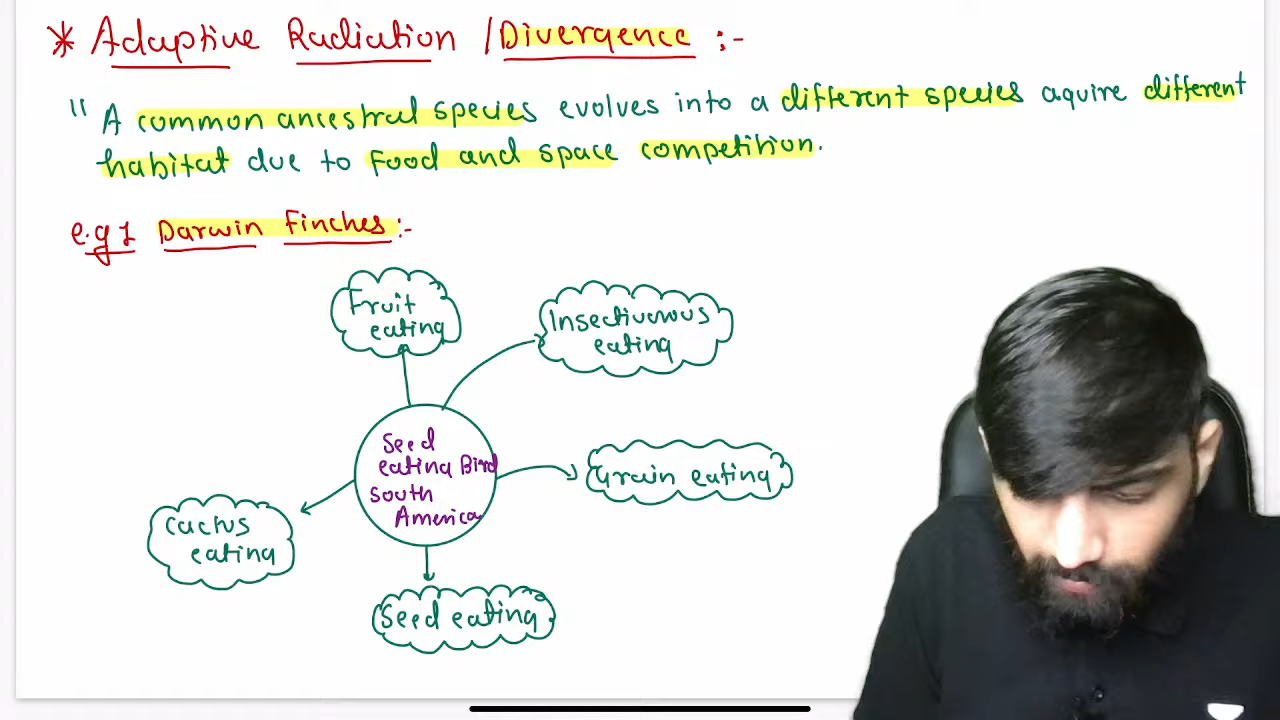 * Adaptive Radiation / Divergence :-
" A common ancestral species evolves into a different species aquire different
habitat due to food and space competition.
e.g 1 Darwin Finches :-
Fruit
eating
Insectivorous
eating
Seed
eating Bird
South
America
Grain eating
Cactus
eating
Seed eating